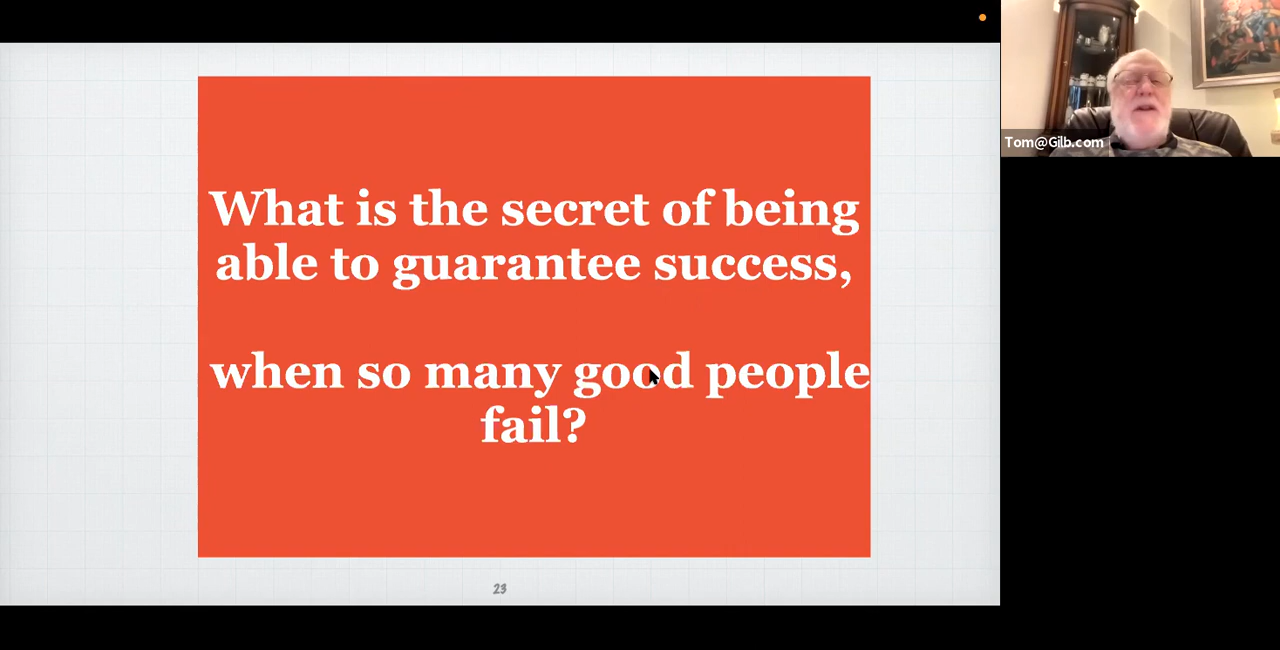 What is the secret of being
able to guarantee success,
when so many good people
fail?
23
Tom@Gilb.com